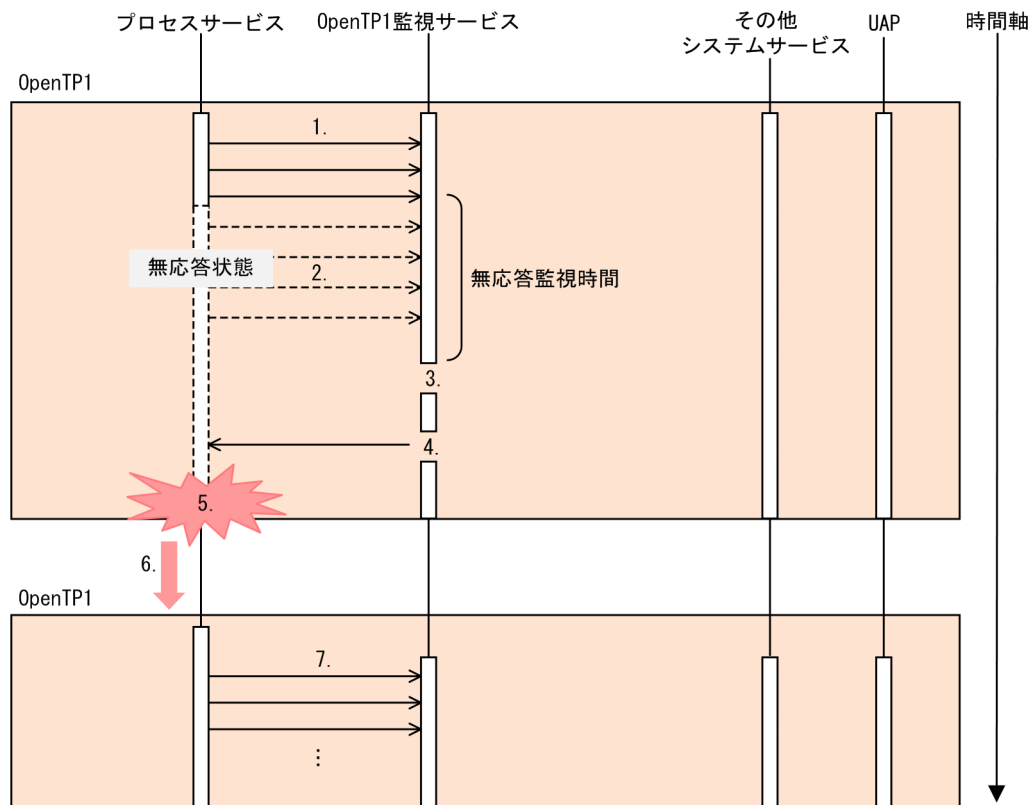 プロセスサービス
OpenTP1監視サービス
その他
システムサービス
UAP
時間軸
OpenTP1
1.
無応答状態
2.
無応答監視時間
3.
4.
5.
6.
OpenTP1
7.
⋮